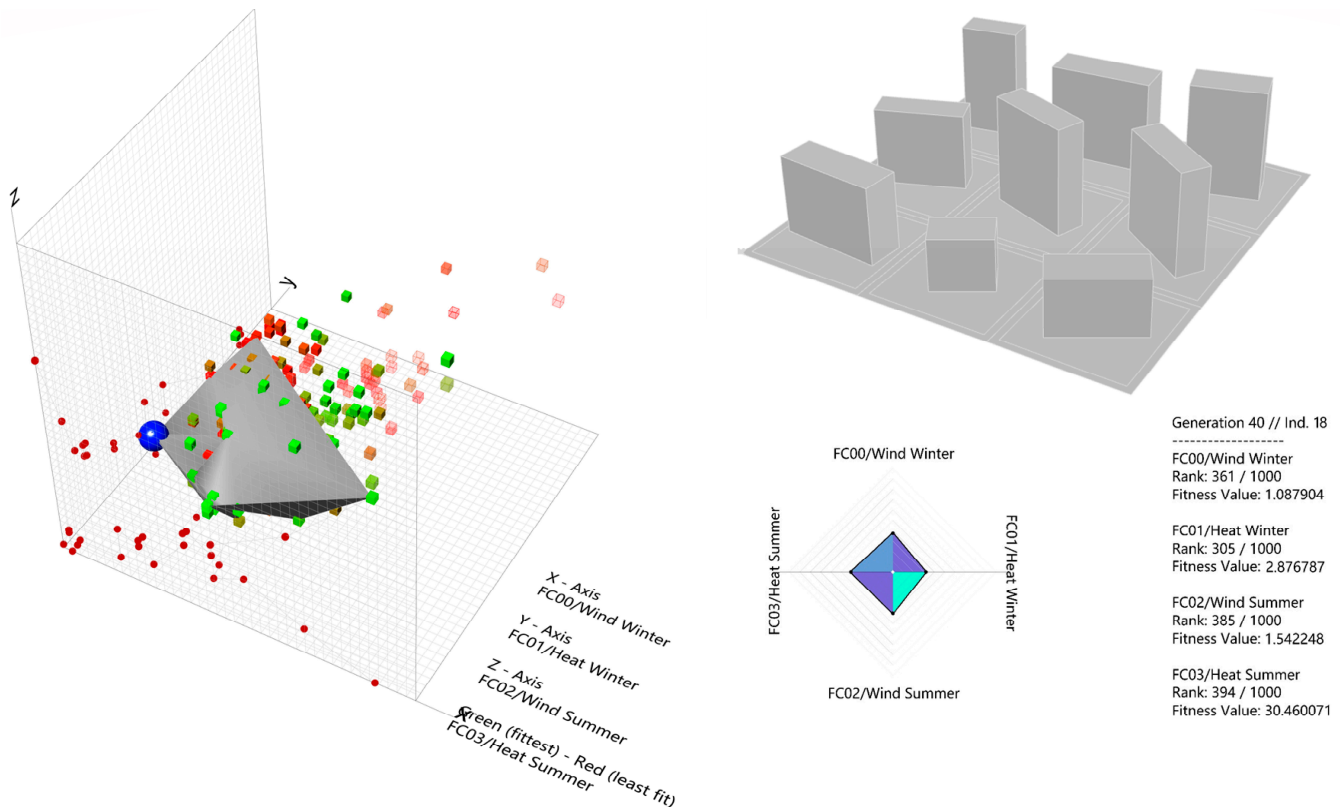 Z
y
X - Axis
FC00/Wind Winter
Y - Axis
FC01/Heat Winter
Z - Axis
FC02/Wind Summer
X
Green (fittest) - Red (least fit)
FC03/Heat Summer
FC00/Wind Winter
FC03/Heat Summer
FC01/Heat Winter
FC02/Wind Summer
Generation 40 // Ind. 18
--------------------
FC00/Wind Winter
Rank: 361 / 1000
Fitness Value: 1.087904
FC01/Heat Winter
Rank: 305 / 1000
Fitness Value: 2.876787
FC02/Wind Summer
Rank: 385 / 1000
Fitness Value: 1.542248
FC03/Heat Summer
Rank: 394 / 1000
Fitness Value: 30.460071